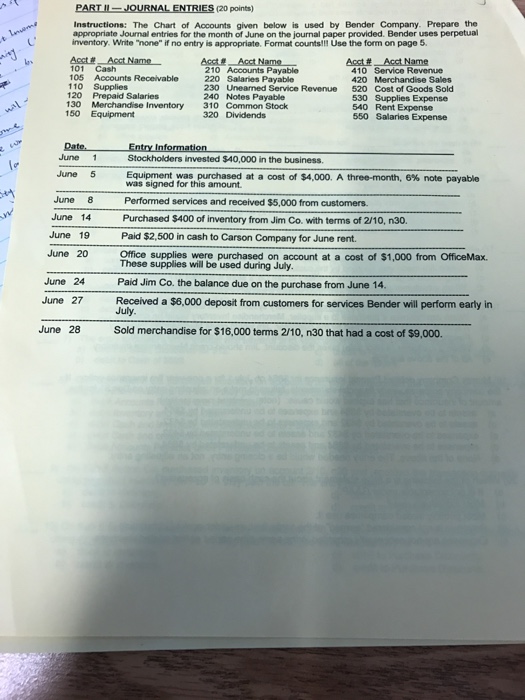 PART II — JOURNAL ENTRIES (20 points)
Instructions: The Chart of Accounts given below is used by Bender Company. Prepare the
appropriate Journal entries for the month of June on the journal paper provided. Bender uses perpetual
inventory. Write "none" if no entry is appropriate. Format counts!!! Use the form on page 5.
Acct # Acct Name Acct # Acct Name Acct # Acct Name
101 Cash 210 Accounts Payable 410 Service Revenue
105 Accounts Receivable 220 Salaries Payable 420 Merchandise Sales
110 Supplies 230 Unearned Service Revenue 520 Cost of Goods Sold
120 Prepaid Salaries 240 Notes Payable 530 Supplies Expense
130 Merchandise Inventory 310 Common Stock 540 Rent Expense
150 Equipment 320 Dividends 550 Salaries Expense
Date. Entry Information
June 1 Stockholders invested $40,000 in the business.
June 5 Equipment was purchased at a cost of $4,000. A three-month, 6% note payable
was signed for this amount.
June 8 Performed services and received $5,000 from customers.
June 14 Purchased $400 of inventory from Jim Co. with terms of 2/10, n30.
June 19 Paid $2,500 in cash to Carson Company for June rent.
June 20 Office supplies were purchased on account at a cost of $1,000 from OfficeMax.
These supplies will be used during July.
June 24 Paid Jim Co. the balance due on the purchase from June 14.
June 27 Received a $6,000 deposit from customers for services Bender will perform early in
July.
June 28 Sold merchandise for $16,000 terms 2/10, n30 that had a cost of $9,000.